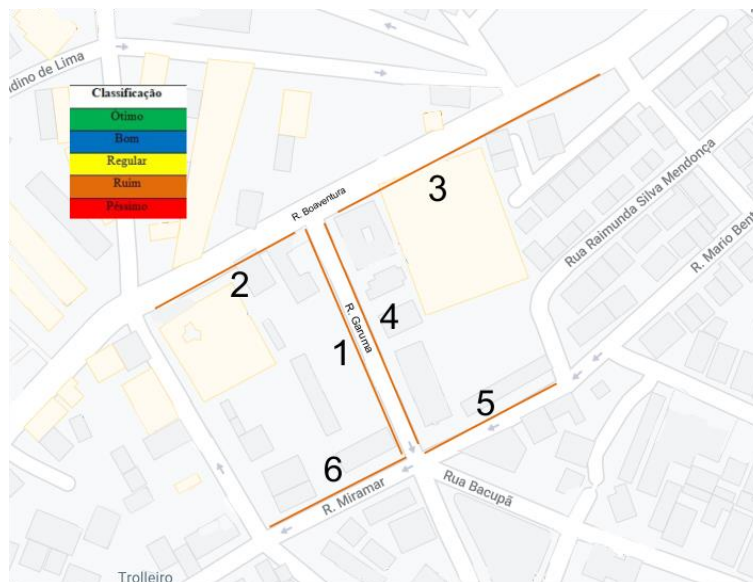 dino de Lima
Classificação
Ótimo
Bom
Regular
Ruim
Péssimo
R. Boaventura
3
2
Rua Raimunda Silva Mendonça
R. Mario Ben
R. Garuma
4
1
5
6
R. Miramar
Rua Bacupã
Trolleiro